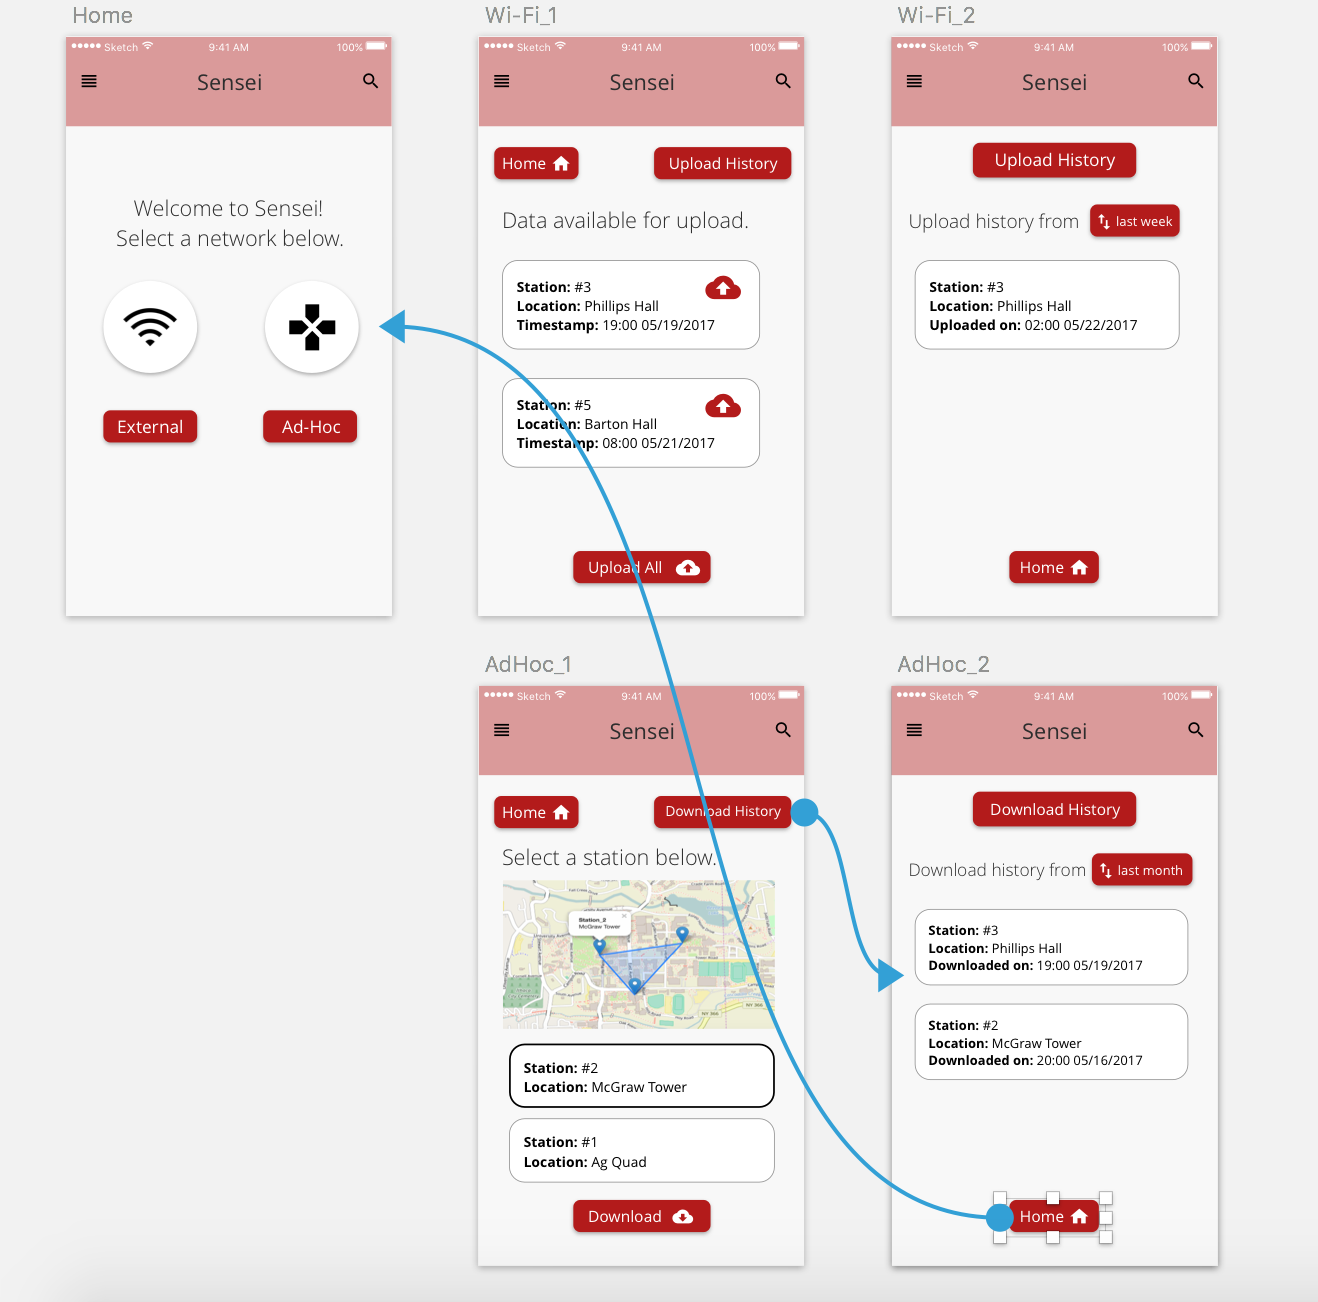 Home
Sketch 9:41 AM 100%
Sensei
Welcome to Sensei!
Select a network below.
External
Ad-Hoc
Wi-Fi_1
Sketch 9:41 AM 100%
Sensei
Home
Upload History
Data available for upload.
Station: #3
Location: Phillips Hall
Timestamp: 19:00 05/19/2017
Station: #5
Location: Barton Hall
Timestamp: 08:00 05/21/2017
Upload All
Wi-Fi_2
Sketch 9:41 AM 100%
Sensei
Upload History
Upload history from last week
Station: #3
Location: Phillips Hall
Uploaded on: 02:00 05/22/2017
Home
AdHoc_1
Sketch 9:41 AM 100%
Sensei
Home
Download History
Select a station below.
Station_2
McGraw Tower
Station: #2
Location: McGraw Tower
Station: #1
Location: Ag Quad
Download
AdHoc_2
Sketch 9:41 AM 100%
Sensei
Download History
Download history from last month
Station: #3
Location: Phillips Hall
Downloaded on: 19:00 05/19/2017
Station: #2
Location: McGraw Tower
Downloaded on: 20:00 05/16/2017
Home